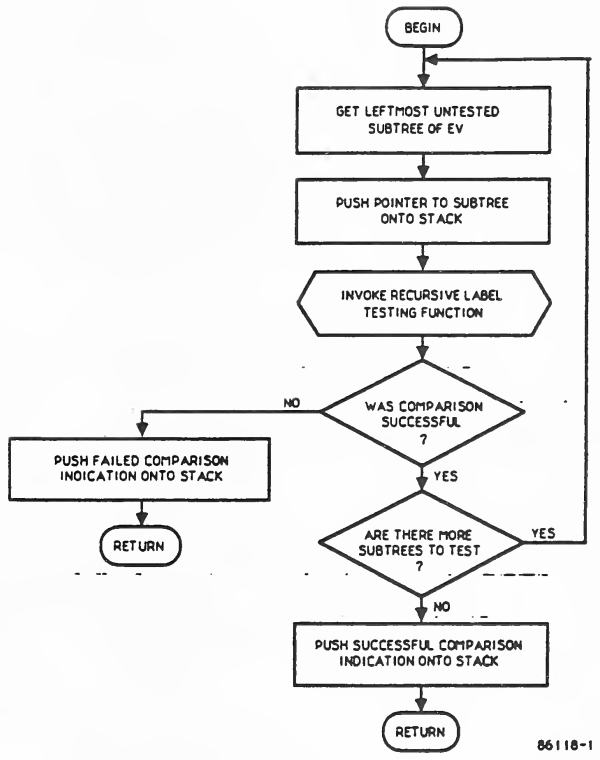 BEGIN
GET LEFTMOST UNTESTED
SUBTREE OF EV
PUSH POINTER TO SUBTREE
ONTO STACK
INVOKE RECURSIVE LABEL
TESTING FUNCTION
WAS COMPARISON
SUCCESSFUL
?
NO
PUSH FAILED COMPARISON
INDICATION ONTO STACK
RETURN
YES
ARE THERE MORE
SUBTREES TO TEST
?
YES
NO
PUSH SUCCESSFUL COMPARISON
INDICATION ONTO STACK
RETURN
86118-1